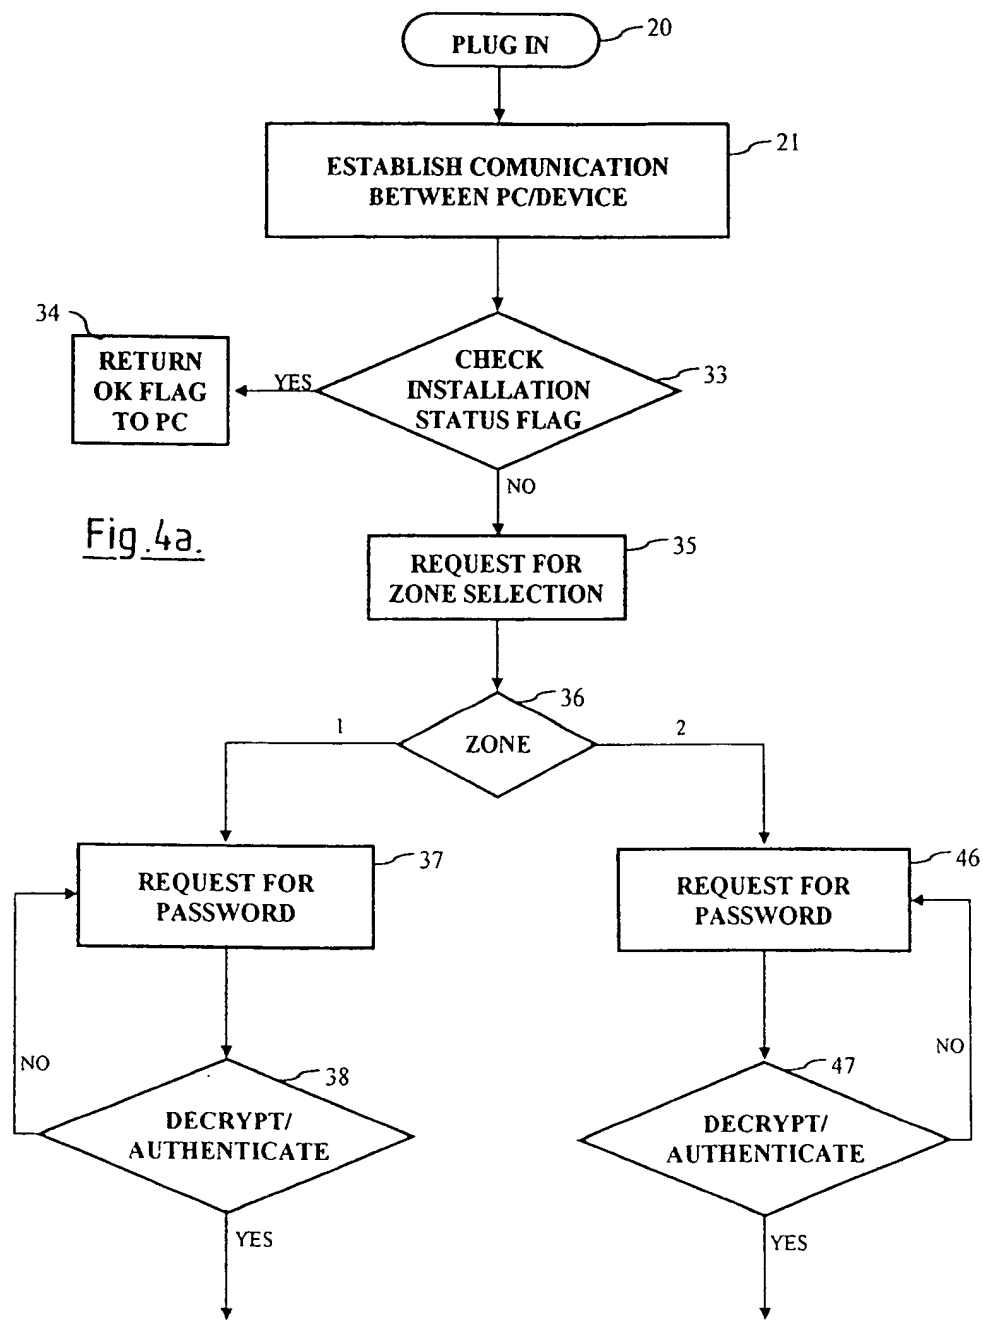 PLUG IN
20
ESTABLISH COMUNICATION
BETWEEN PC/DEVICE
21
34
RETURN
OK FLAG
TO PC
YES
CHECK
INSTALLATION
STATUS FLAG
33
NO
Fig.4a.
REQUEST FOR
ZONE SELECTION
35
ZONE
36
1
2
REQUEST FOR
PASSWORD
37
REQUEST FOR
PASSWORD
46
NO
DECRYPT/
AUTHENTICATE
38
YES
DECRYPT/
AUTHENTICATE
47
NO
YES